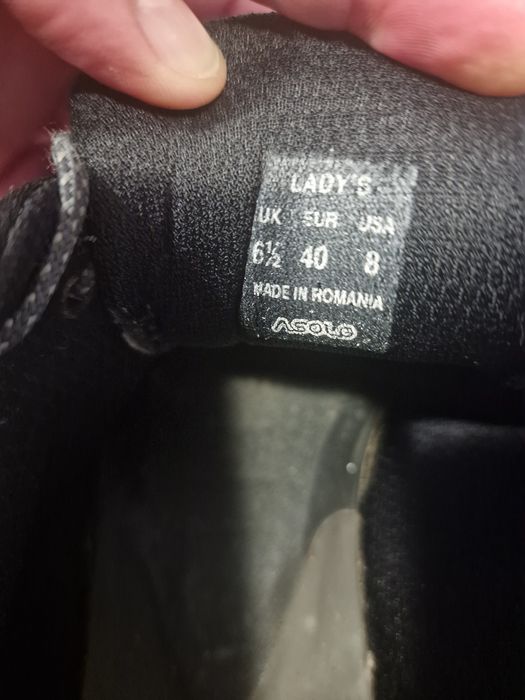 LADY'S
UK EUR USA
6½ 40 8
MADE IN ROMANIA
ASOLO